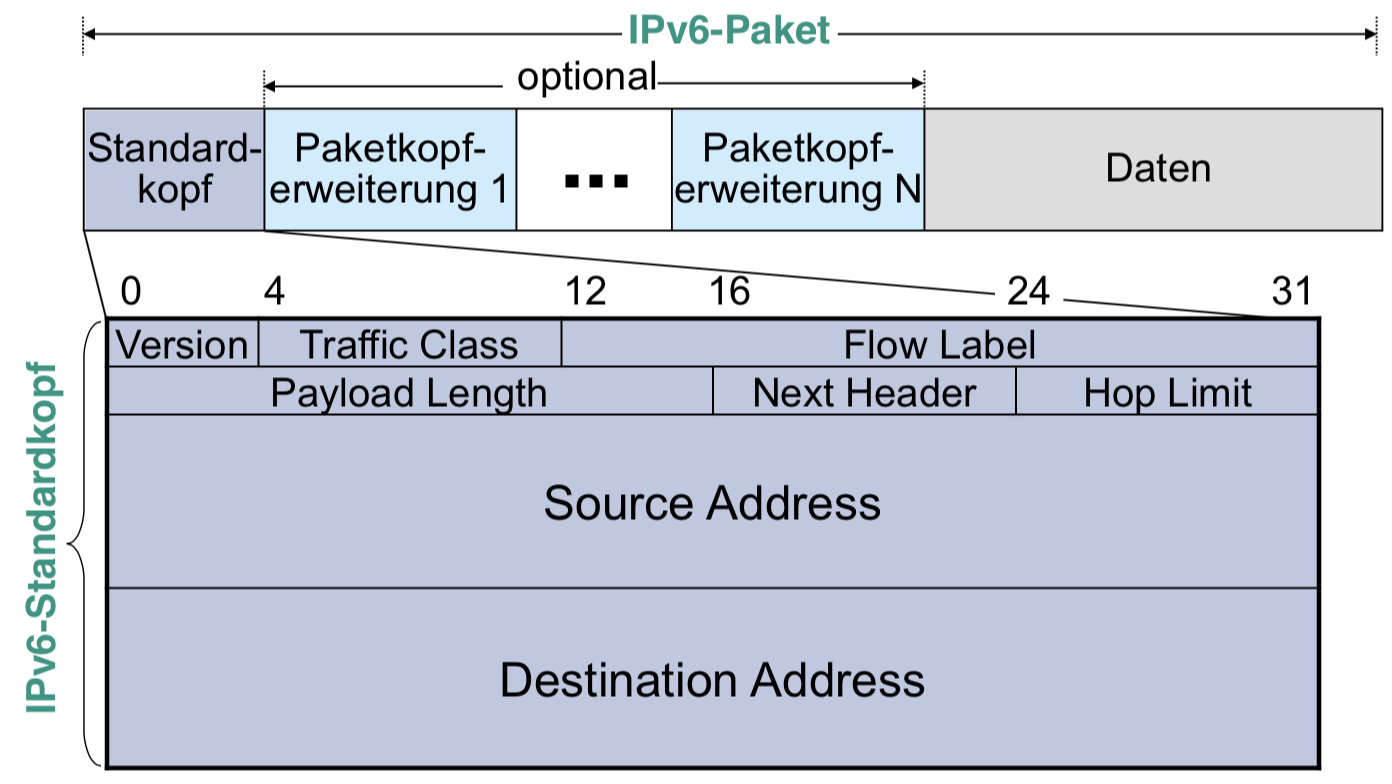 IPv6-Paket
optional
Standard-
kopf
Paketkopf-
erweiterung 1
...
Paketkopf-
erweiterung N
Daten
0 4 12 16 24 31
Version Traffic Class Flow Label
Payload Length Next Header Hop Limit
Source Address
Destination Address
IPv6-Standardkopf